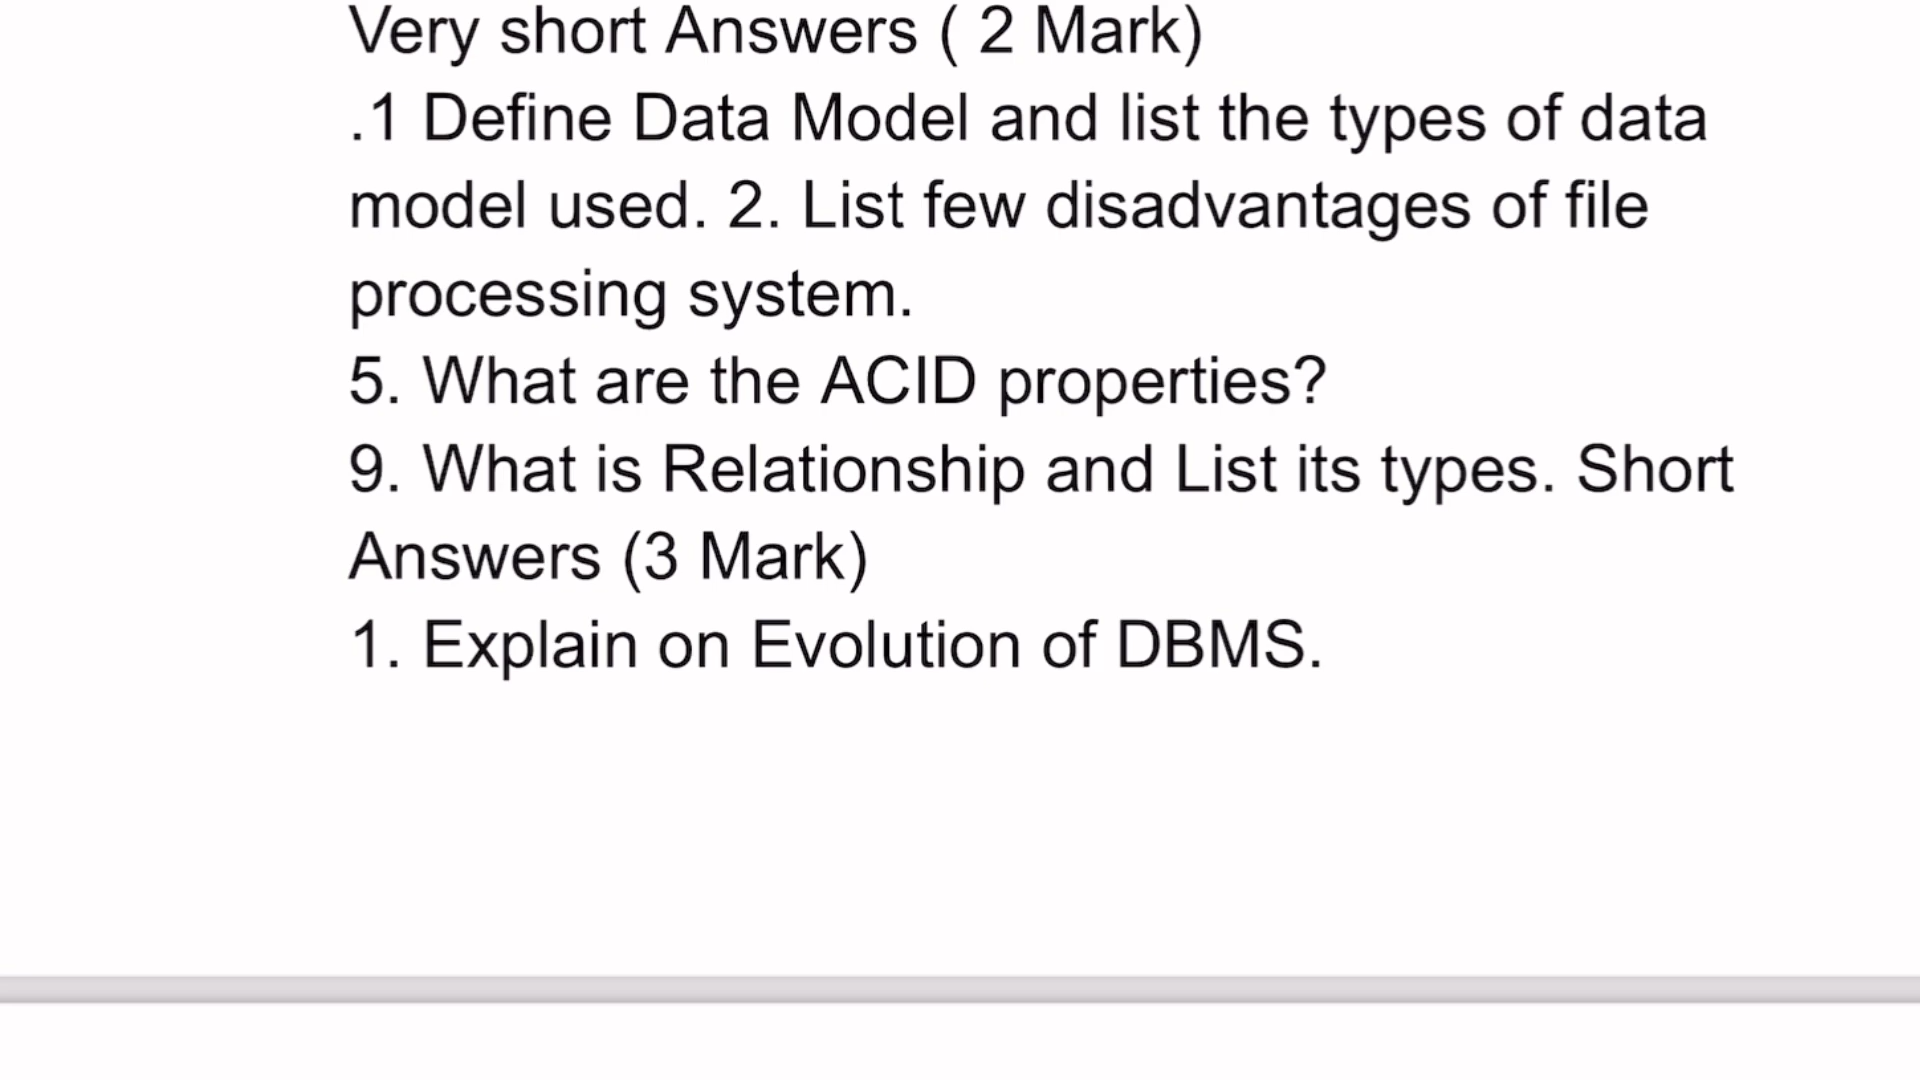 Very short Answers ( 2 Mark)
.1 Define Data Model and list the types of data
model used. 2. List few disadvantages of file
processing system.
5. What are the ACID properties?
9. What is Relationship and List its types. Short
Answers (3 Mark)
1. Explain on Evolution of DBMS.